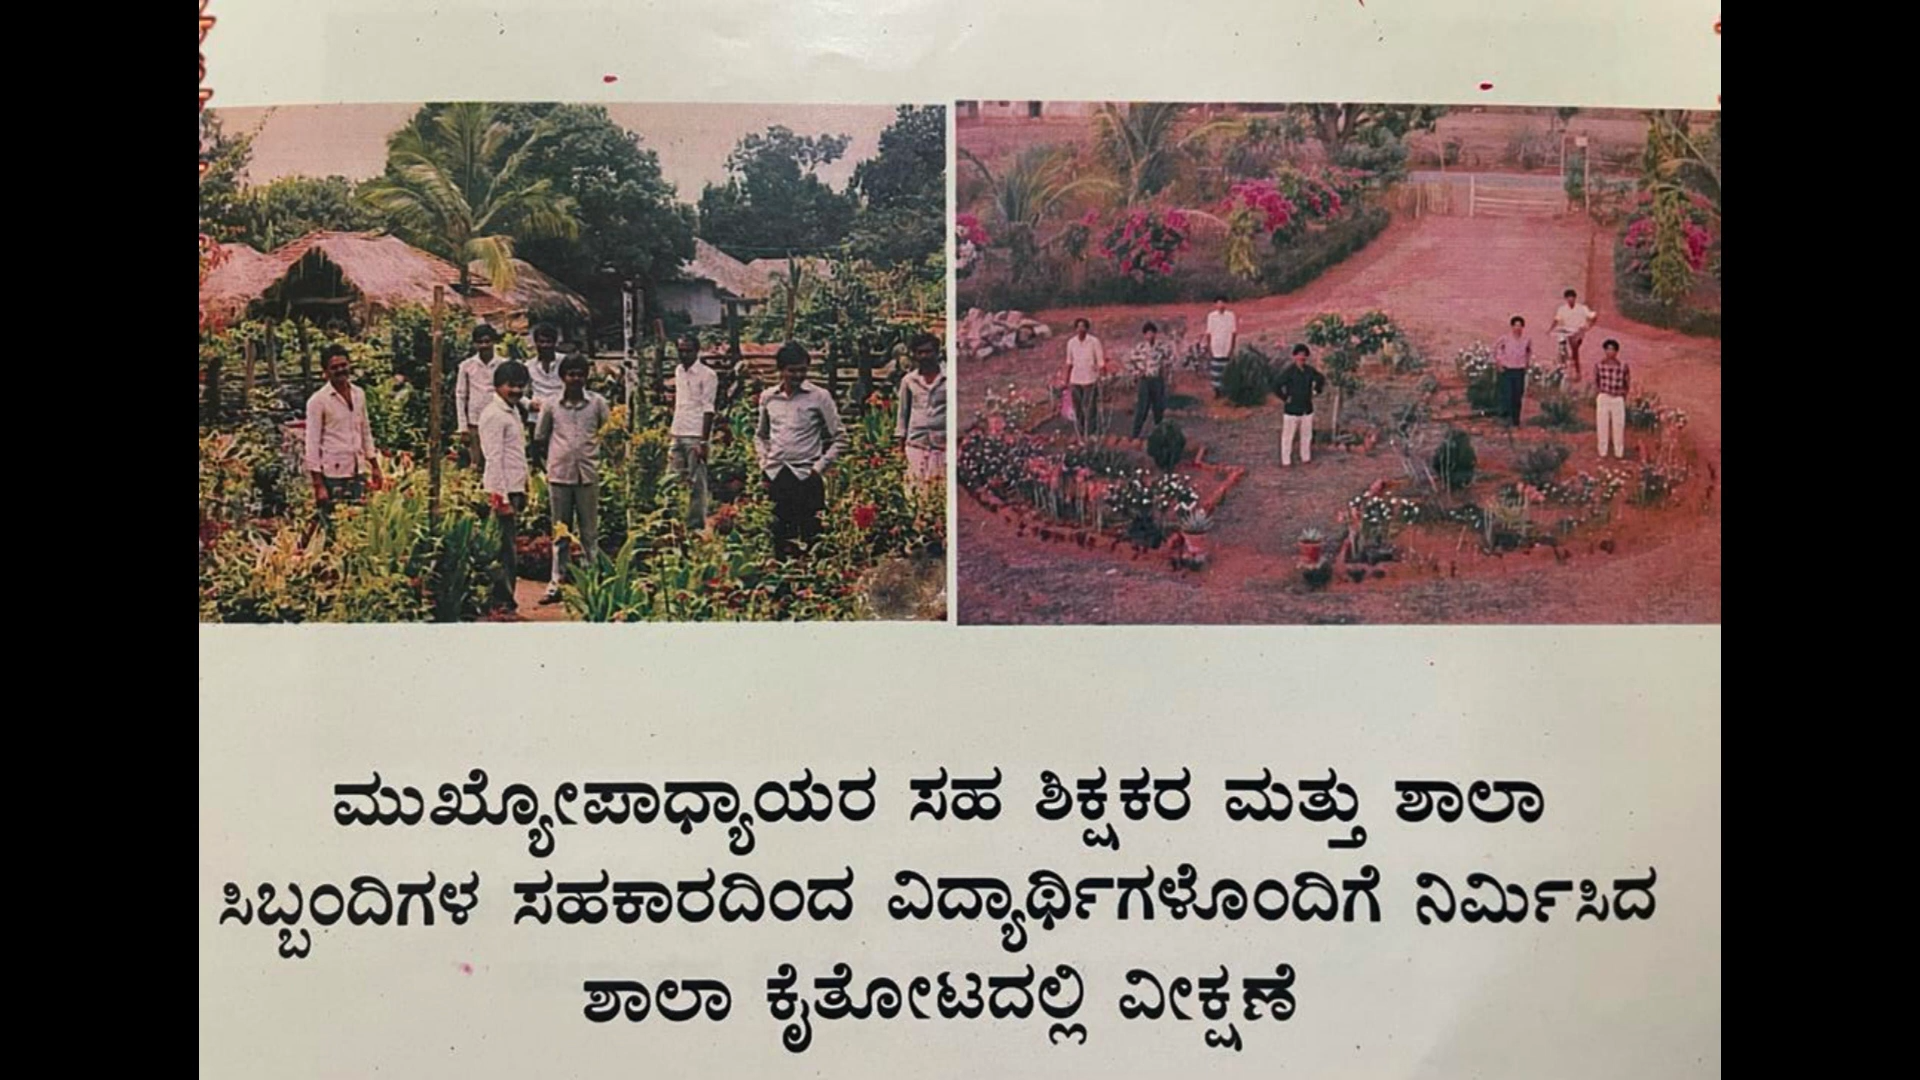 ಮುಖ್ಯೋಪಾಧ್ಯಾಯರ ಸಹ ಶಿಕ್ಷಕರ ಮತ್ತು ಶಾಲಾ
ಸಿಬ್ಬಂದಿಗಳ ಸಹಕಾರದಿಂದ ವಿದ್ಯಾರ್ಥಿಗಳೊಂದಿಗೆ ನಿರ್ಮಿಸಿದ
ಶಾಲಾ ಕೈತೋಟದಲ್ಲಿ ವೀಕ್ಷಣೆ